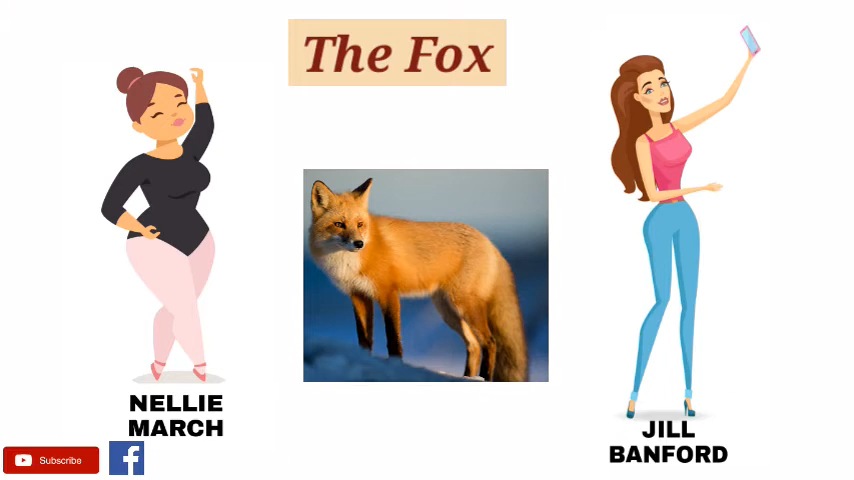 The Fox
NELLIE
MARCH
JILL
BANFORD
Subscribe
f